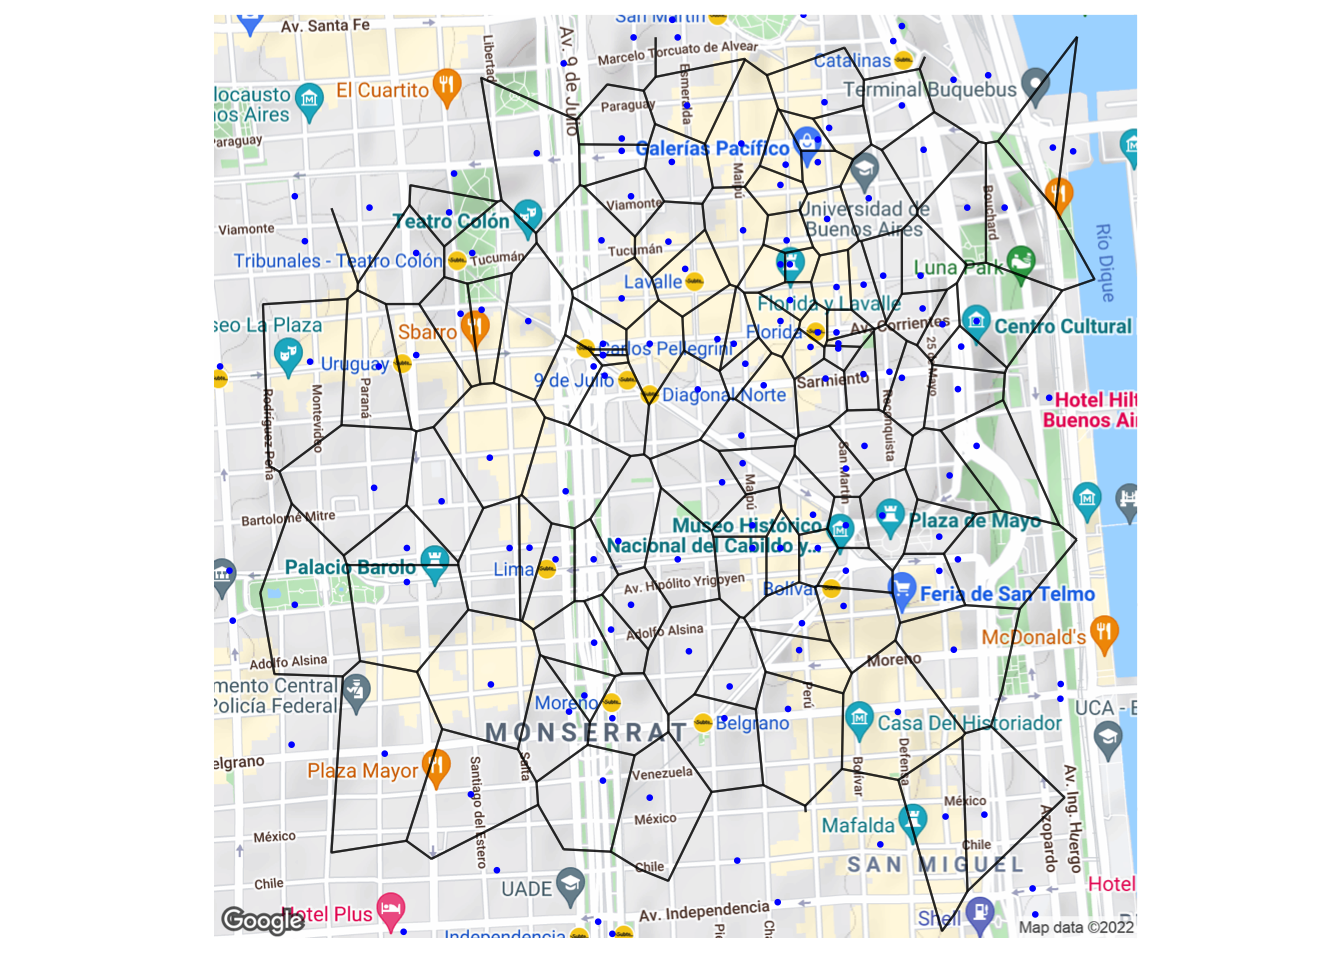 San Martín
Av. Santa Fe
Av. 9 de Julio
Libertad
Marcelo Torcuato de Alvear
Esmeralda
Catalinas
El Cuartito
Terminal Buquebus
Holocausto
nos Aires
Paraguay
Paraguay
Galerías Pacífico
Maipú
Bouchard
Viamonte
Viamonte
Teatro Colón
Universidad de
Buenos Aires
Río Dique
Tribunales - Teatro Colón
Tucumán
Tucumán
Luna Park
Lavalle
Florida y Lavalle
seo La Plaza
Sbarro
Florida
Av. Corrientes
Centro Cultural
Uruguay
Carlos Pellegrini
25 de Mayo
9 de Julio
Diagonal Norte
Sarmiento
Paraná
Montevideo
Rodríguez Peña
Reconquista
Hotel Hilt
Buenos Ai
San Martín
Maipú
Bartolomé Mitre
Museo Histórico
Nacional del Cabildo y...
Plaza de Mayo
Palacio Barolo
Lima
Av. Hipólito Yrigoyen
Bolívar
Feria de San Telmo
Adolfo Alsina
McDonald's
Adolfo Alsina
Moreno
mento Central
Policía Federal
Moreno
Perú
MONSERRAT
Belgrano
Casa Del Historiador
UCA - E
elgrano
Plaza Mayor
Santiago del Estero
Salta
Venezuela
Bolívar
Defensa
Av. Ing. Huergo
Azopardo
México
México
México
Mafalda
Chile
Chile
Chile
SAN MIGUEL
UADE
Hotel
Hotel Plus
Av. Independencia
Shell
Independencia
Google
Map data ©2022